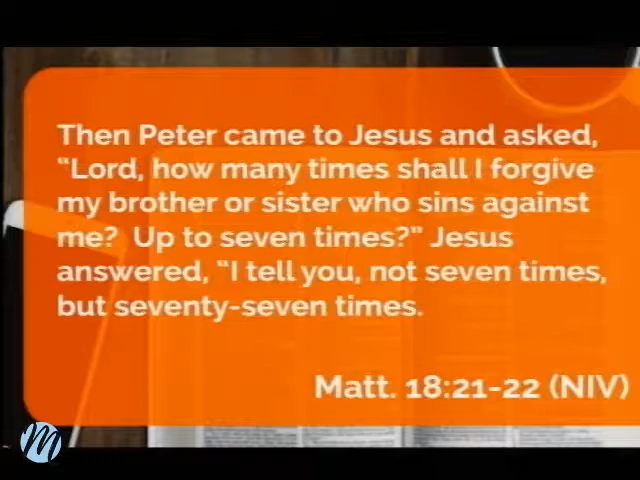 Then Peter came to Jesus and asked,
“Lord, how many times shall I forgive
my brother or sister who sins against
me? Up to seven times?” Jesus
answered, “I tell you, not seven times,
but seventy-seven times.
Matt. 18:21-22 (NIV)
M